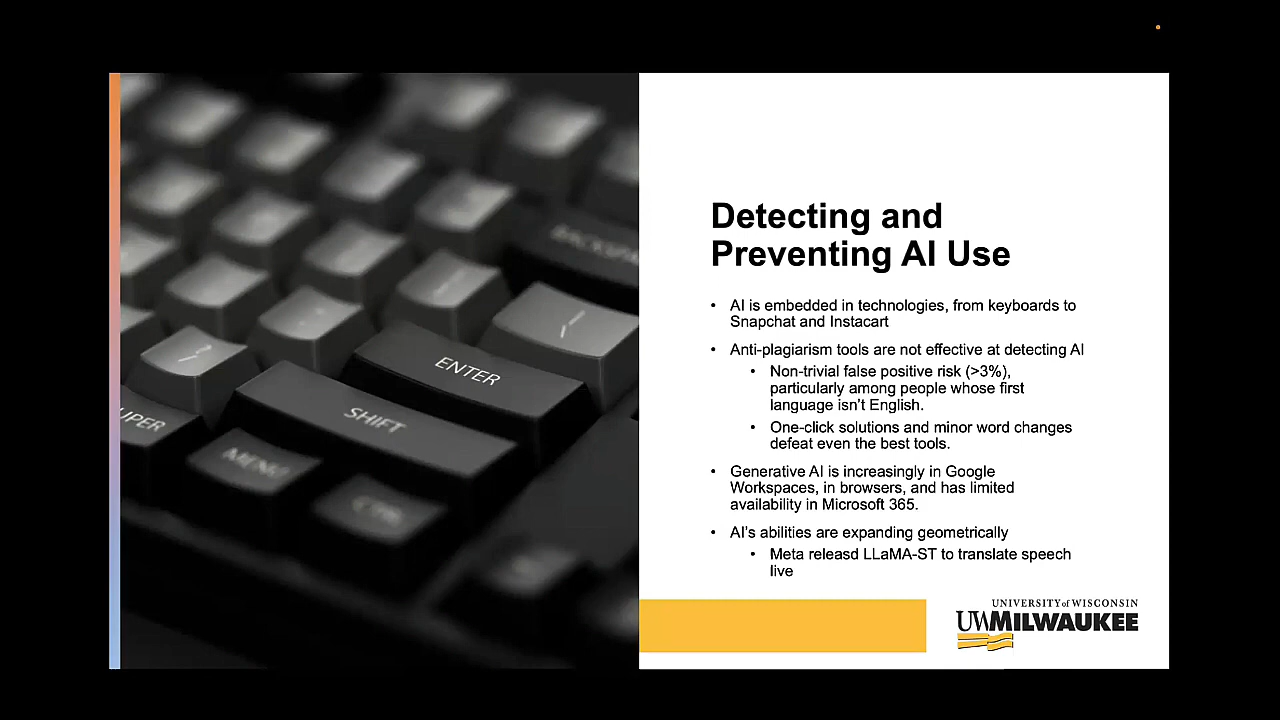 Detecting and
Preventing AI Use
• AI is embedded in technologies, from keyboards to
Snapchat and Instacart
• Anti-plagiarism tools are not effective at detecting AI
• Non-trivial false positive risk (>3%),
particularly among people whose first
language isn't English.
• One-click solutions and minor word changes
defeat even the best tools.
• Generative AI is increasingly in Google
Workspaces, in browsers, and has limited
availability in Microsoft 365.
• AI's abilities are expanding geometrically
• Meta releasd LLaMA-ST to translate speech
live
UNIVERSITY of WISCONSIN
UWMILWAUKEE
BACKSPA
ENTER
SHIFT
UPER
MENU
CTRL